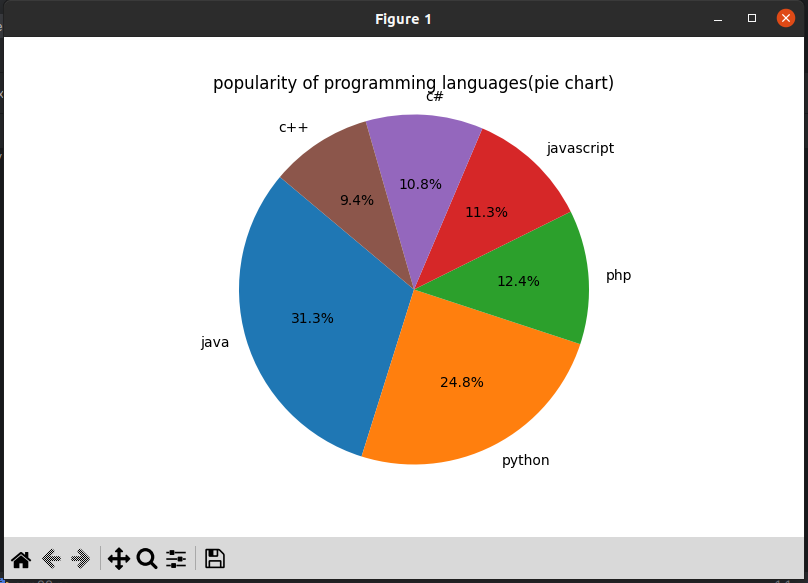 Figure 1
popularity of programming languages(pie chart)
c#
c++
javascript
10.8%
9.4%
11.3%
php
12.4%
31.3%
java
24.8%
python